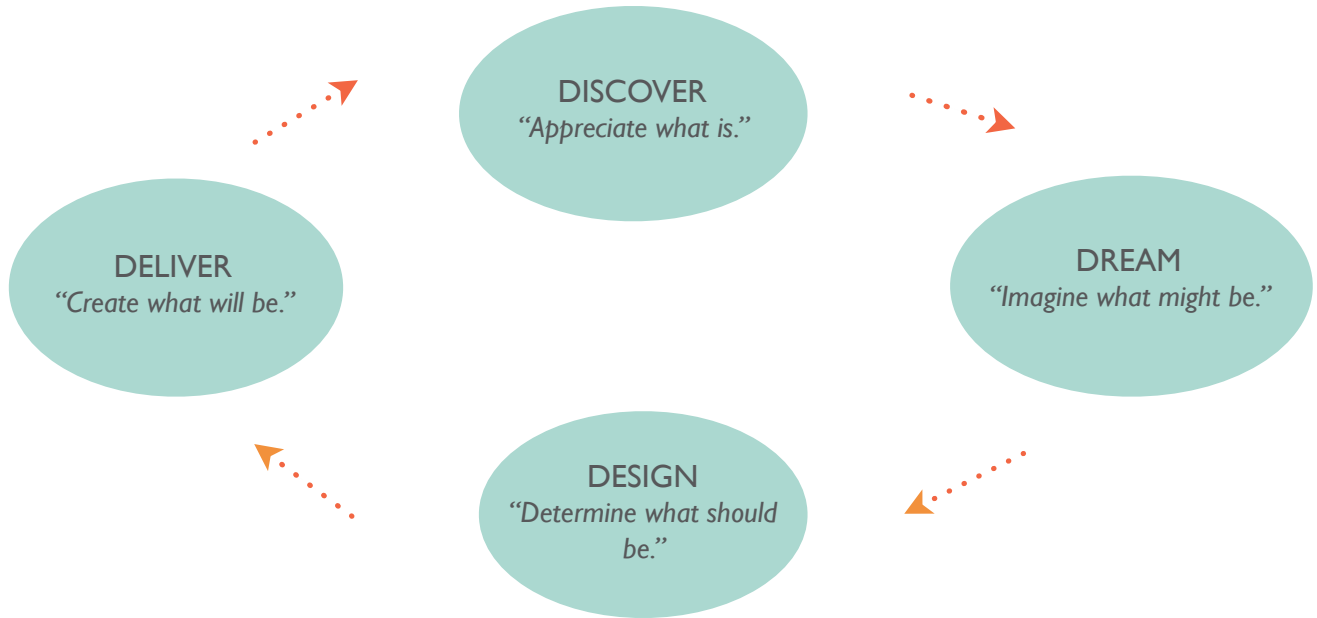 DISCOVER
“Appreciate what is.”
DREAM
“Imagine what might be.”
DESIGN
“Determine what should
be.”
DELIVER
“Create what will be.”